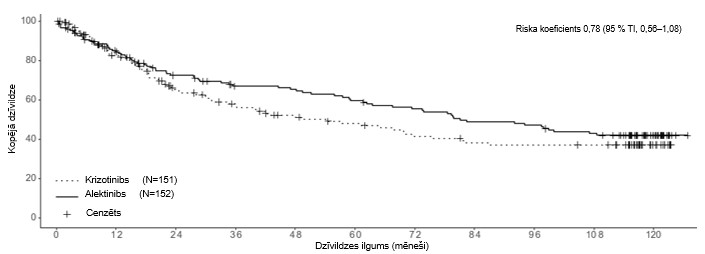 Riska koeficients 0,78 (95 % TI, 0,56–1,08)
Kopējā dzīvildze
100
80
60
40
20
0
Krizotinibs (N=151)
Alektinibs (N=152)
Cenzēts
0 12 24 36 48 60 72 84 96 108 120
Dzīvildzes ilgums (mēneši)